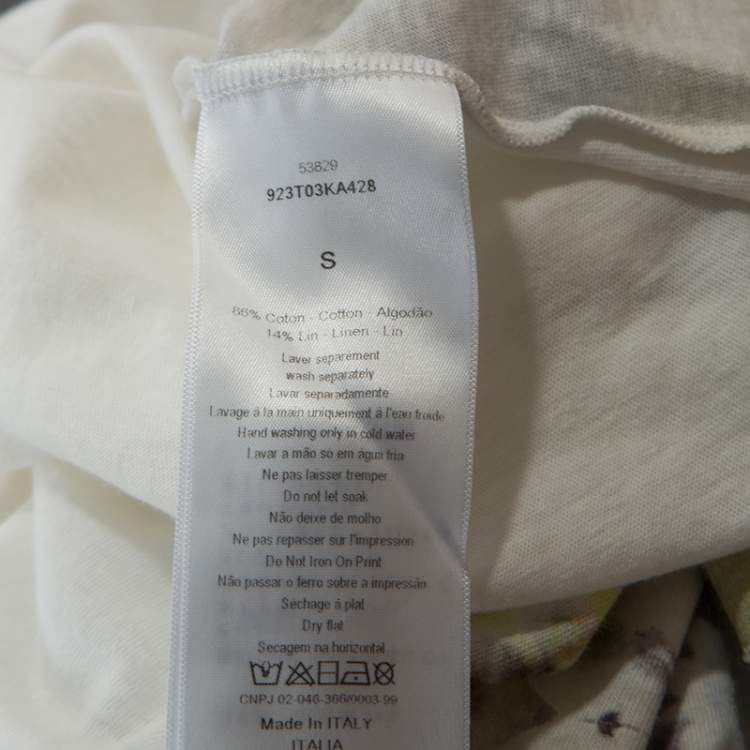 53829
923T03KA428
S
86% Coton - Cotton - Algodão
14% Lin - Linen - Lin
Laver separement
wash separately
Lavar separadamente
Lavage á la main uniquement á l'eau froide
Hand washing only in cold water
Lavar a mão so em água fria
Ne pas laisser tremper
Do not let soak
Não deixe de molho
Ne pas repasser sur l'impression
Do Not Iron On Print
Não passar o ferro sobre a impressán
Séchage á plat
Dry flat
Secagem na horizontal
CNPJ 02-046-366/0003-99
Made In ITALY
ITALIA